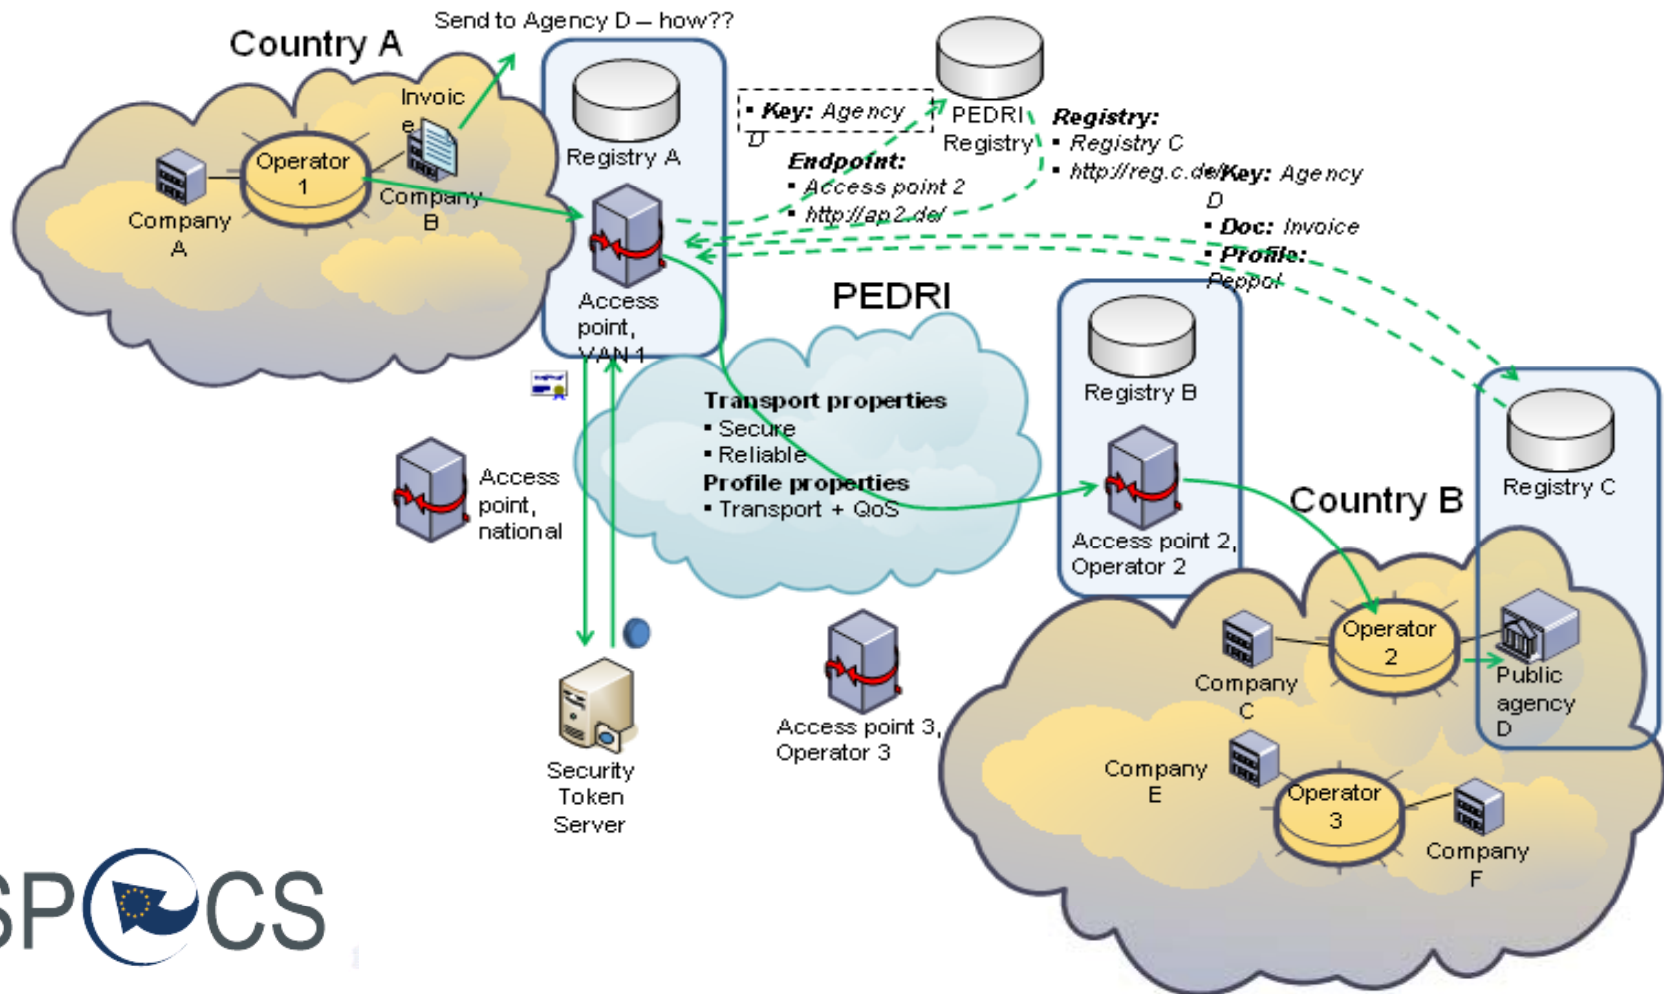 Send to Agency D – how??
Country A
Invoic
e
Operator
1
Company
A
Company
B
Registry A
Access
point,
VAN 1
▪ Key: Agency
D
Endpoint:
▪ Access point 2
▪ http://ap2.de/
PEDRI
Registry
Registry:
▪ Registry C
▪ http://reg.c.de/
▪ Key: Agency
D
▪ Doc: Invoice
▪ Profile:
Peppol
PEDRI
Transport properties
▪ Secure
▪ Reliable
Profile properties
▪ Transport + QoS
Registry B
Access point 2,
Operator 2
Registry C
Country B
Access
point,
national
Operator
2
Company
C
Public
agency
D
Access point 3,
Operator 3
Security
Token
Server
Company
E
Operator
3
Company
F
SPOCS